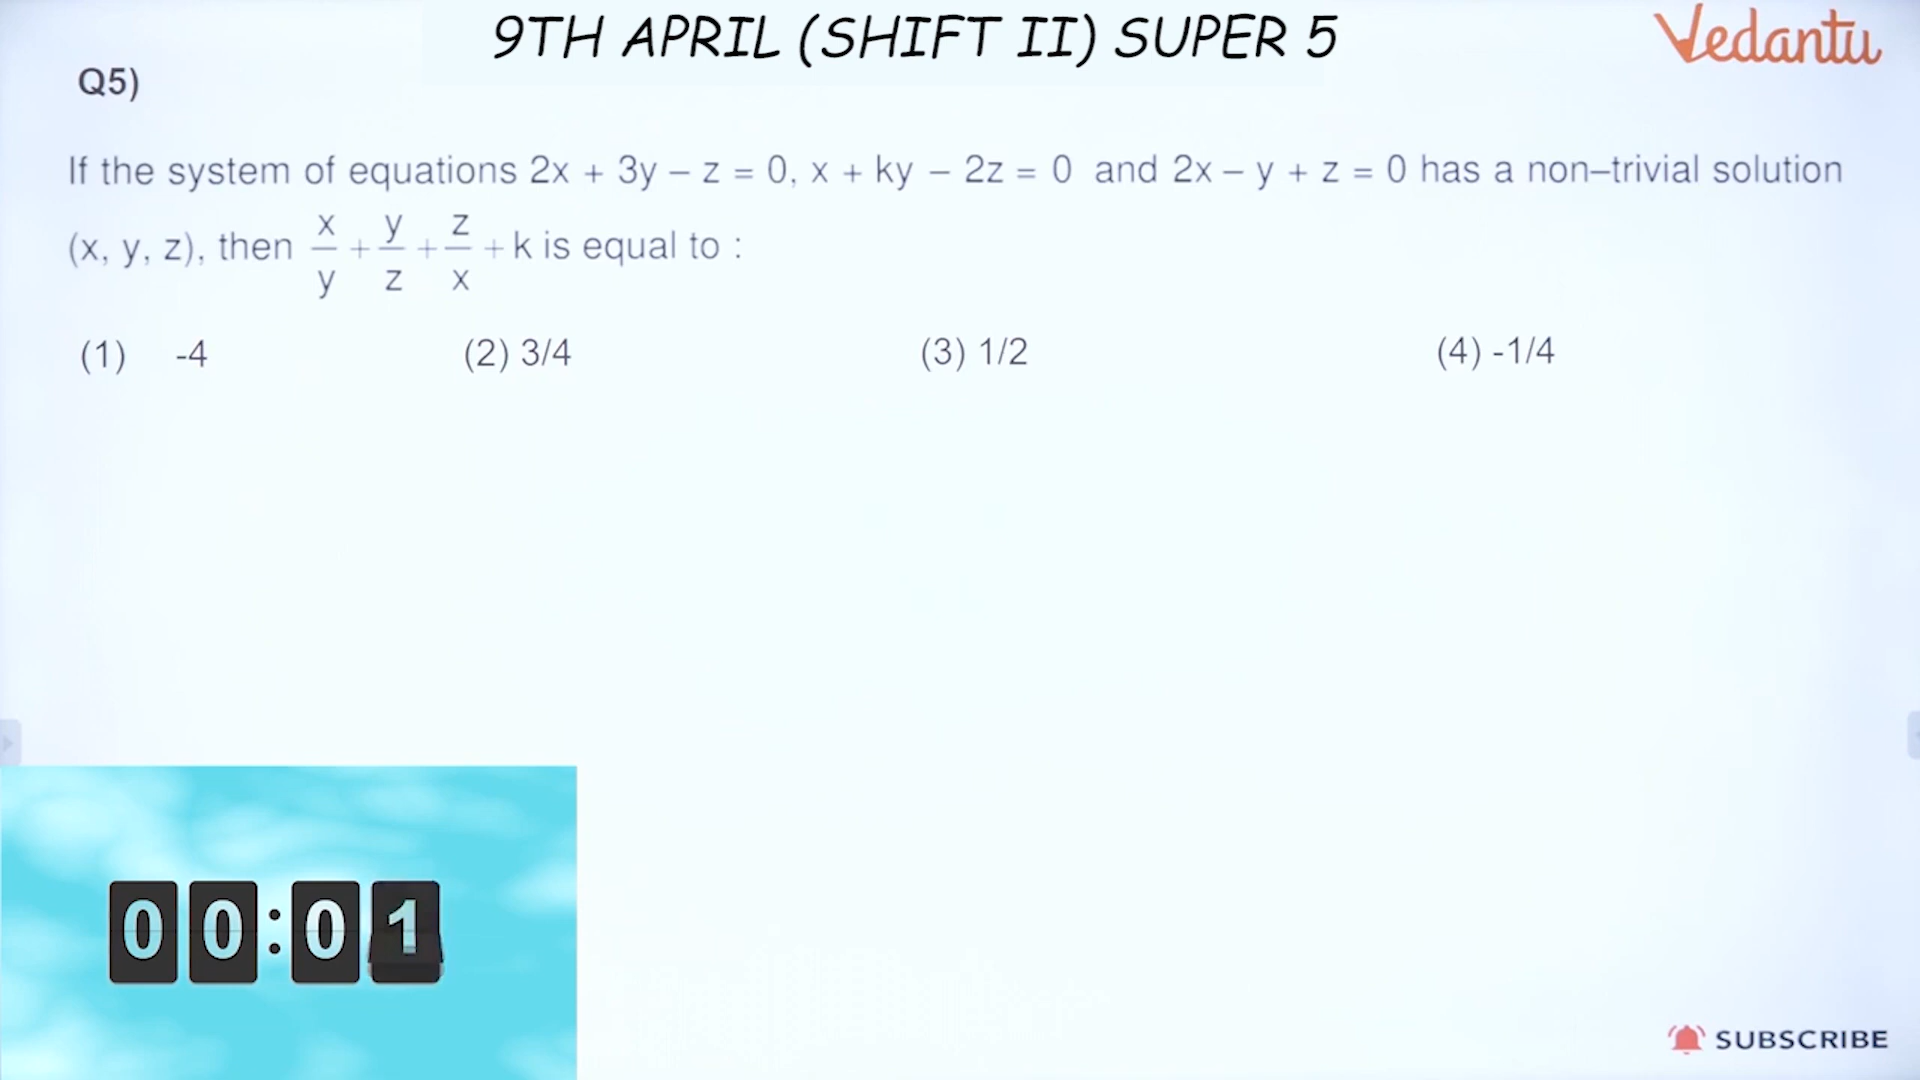 9TH APRIL (SHIFT II) SUPER 5
Vedantu
Q5)
If the system of equations 2x + 3y – z = 0, x + ky – 2z = 0 and 2x – y + z = 0 has a non–trivial solution
(x, y, z), then x/y + y/z + z/x + k is equal to :
(1) -4 (2) 3/4 (3) 1/2 (4) -1/4
00:01
SUBSCRIBE